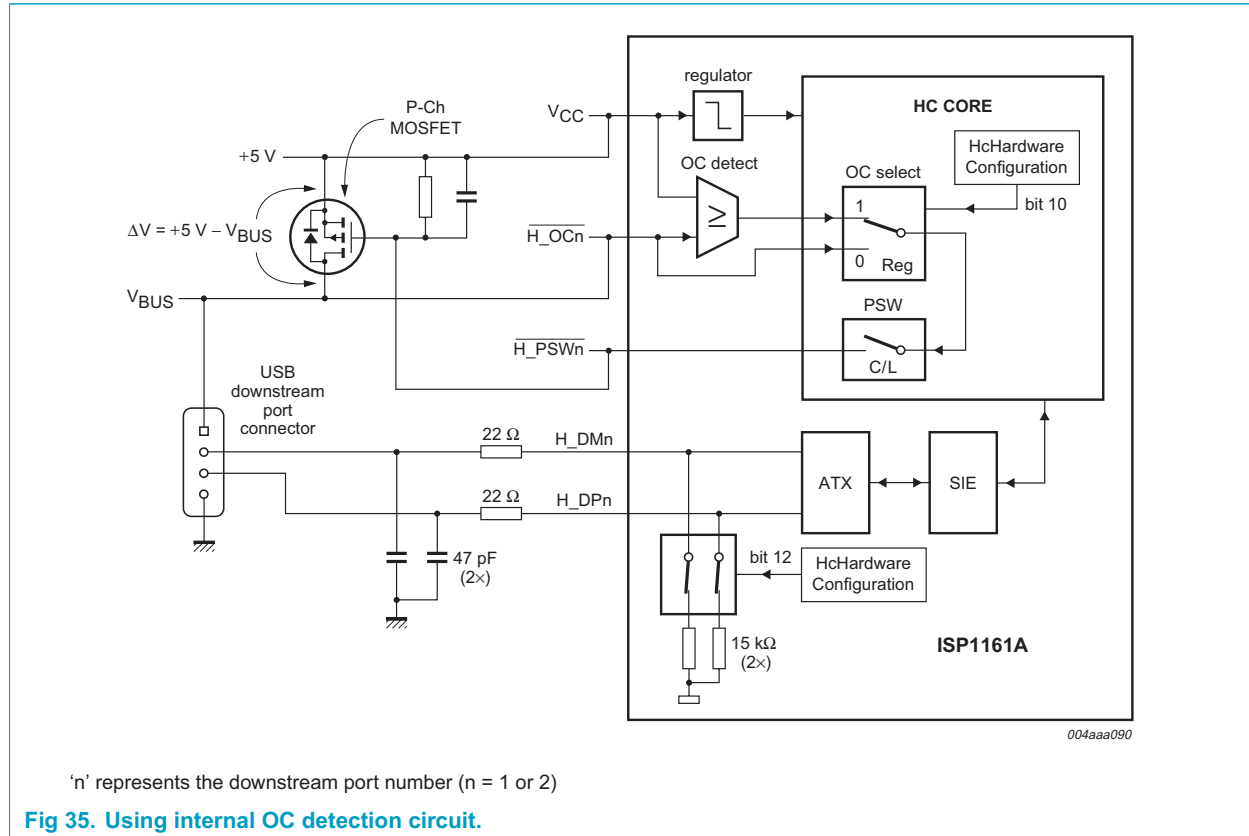 regulator
HC CORE
P-Ch
MOSFET
VCC
+5 V
OC detect
HcHardware
Configuration
OC select
bit 10
1
≥
ΔV = +5 V − VBUS
H_OCn
0
Reg
VBUS
PSW
H_PSWn
C/L
USB
downstream
port
connector
22 Ω
H_DMn
ATX
SIE
22 Ω
H_DPn
47 pF
(2×)
bit 12
HcHardware
Configuration
15 kΩ
(2×)
ISP1161A
004aaa090
'n' represents the downstream port number (n = 1 or 2)
Fig 35. Using internal OC detection circuit.